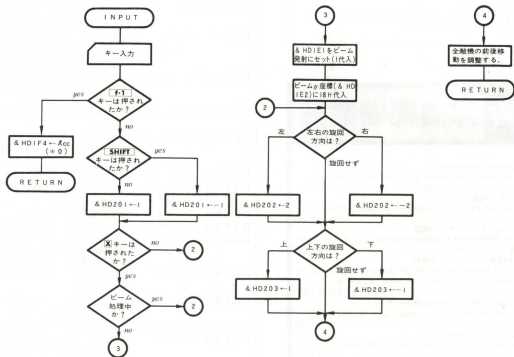 INPUT
キー入力
f・1
キーは押され
たか?
yes
no
&HD1F4←Acc
(≠0)
RETURN
SHIFT
キーは押され
たか?
yes
no
&HD201←1
&HD201←−1
Xキーは
押された
か?
no
2
yes
ビーム
処理中
か?
yes
2
no
3
3
&HD1E1をビーム
発射にセット(1代入)
ビームy座標(&HD
1E2)に18H代入
2
左右の旋回
方向は?
左
右
旋回せず
&HD202←2
&HD202←−2
上下の旋回
方向は?
上
下
旋回せず
&HD203←1
&HD203←−1
4
4
全敵機の前後移
動を調整する.
RETURN